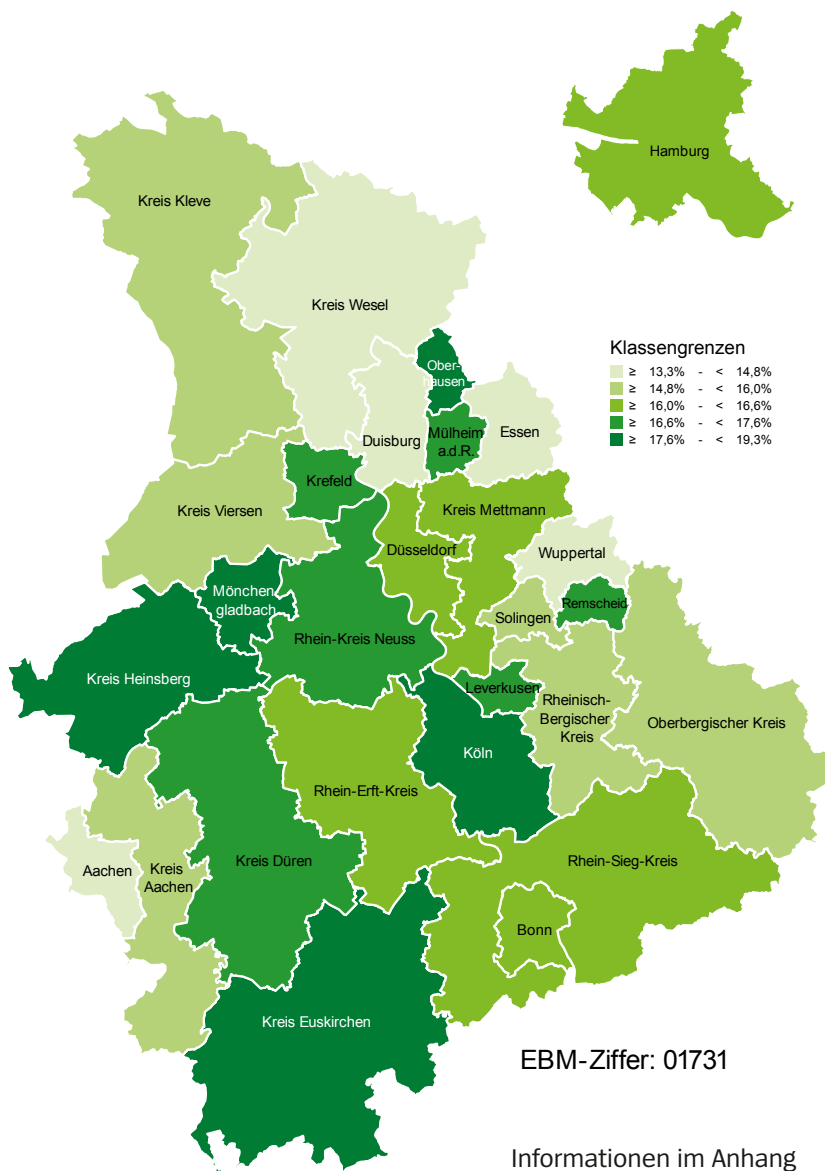 Hamburg
Kreis Kleve
Kreis Wesel
Klassengrenzen
≥ 13,3% - < 14,8%
≥ 14,8% - < 16,0%
≥ 16,0% - < 16,6%
≥ 16,6% - < 17,6%
≥ 17,6% - < 19,3%
Ober-
hausen
Duisburg
Mülheim
a.d.R.
Essen
Krefeld
Kreis Viersen
Kreis Mettmann
Düsseldorf
Wuppertal
Mönchen
gladbach
Solingen
Remscheid
Rhein-Kreis Neuss
Kreis Heinsberg
Leverkusen
Rheinisch-
Bergischer
Kreis
Oberbergischer Kreis
Köln
Rhein-Erft-Kreis
Aachen
Kreis
Aachen
Kreis Düren
Rhein-Sieg-Kreis
Bonn
Kreis Euskirchen
EBM-Ziffer: 01731
Informationen im Anhang